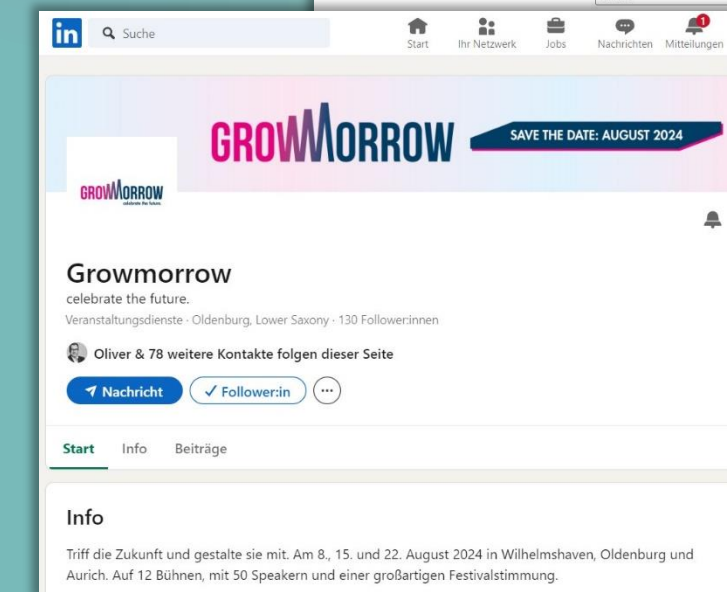 in
Suche
Start
Ihr Netzwerk
Jobs
Nachrichten
1
Mitteilungen
GROWMORROW
SAVE THE DATE: AUGUST 2024
GROWMORROW
celebrate the future.
Growmorrow
celebrate the future.
Veranstaltungsdienste · Oldenburg, Lower Saxony · 130 Follower:innen
Oliver & 78 weitere Kontakte folgen dieser Seite
Nachricht
Follower:in
Start Info Beiträge
Info
Triff die Zukunft und gestalte sie mit. Am 8., 15. und 22. August 2024 in Wilhelmshaven, Oldenburg und
Aurich. Auf 12 Bühnen, mit 50 Speakern und einer großartigen Festivalstimmung.